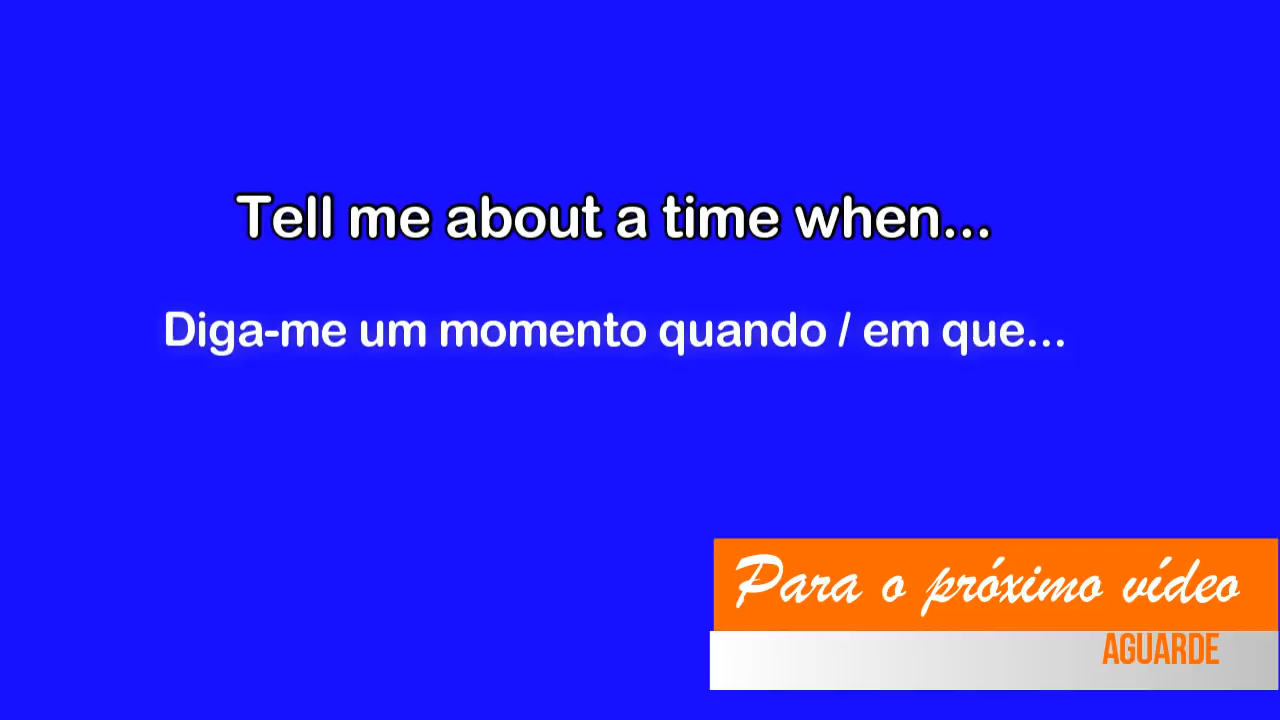 Tell me about a time when...
Diga-me um momento quando / em que...
Para o próximo vídeo
AGUARDE